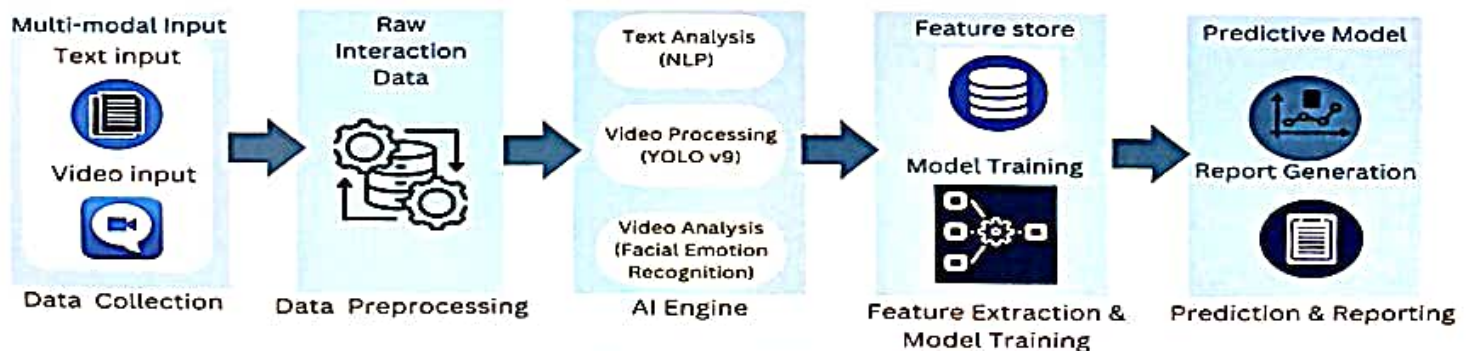 Multi-modal Input
Text input
Video input
Data Collection
Raw
Interaction
Data
Data Preprocessing
Text Analysis
(NLP)
Video Processing
(YOLO v9)
Video Analysis
(Facial Emotion
Recognition)
AI Engine
Feature store
Model Training
Feature Extraction &
Model Training
Predictive Model
Report Generation
Prediction & Reporting